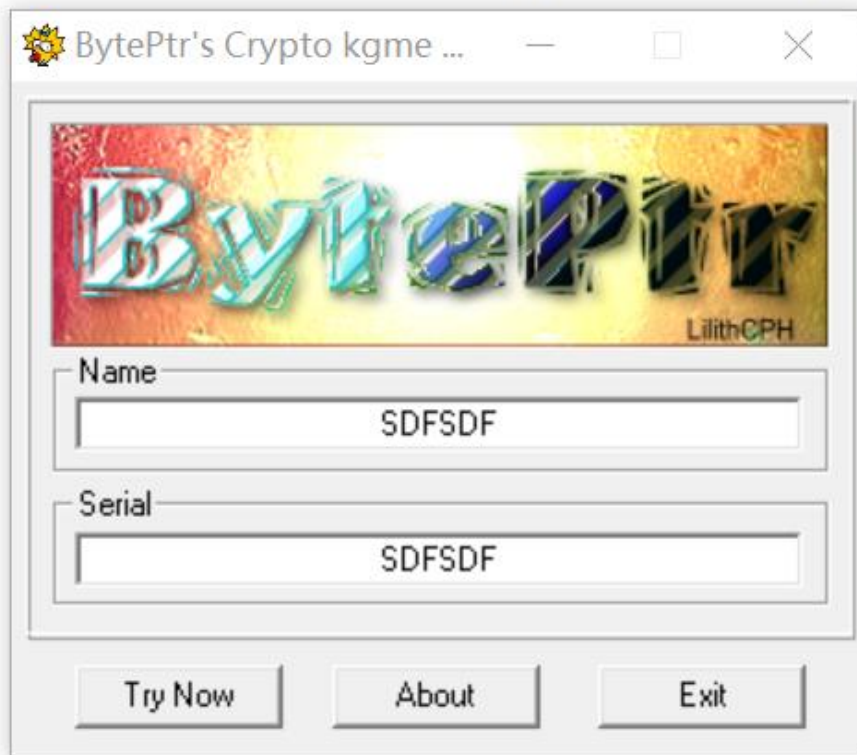 BytePtr's Crypto kgme ...
BytePtr
LilithCPH
Name
SDFSDF
Serial
SDFSDF
Try Now
About
Exit